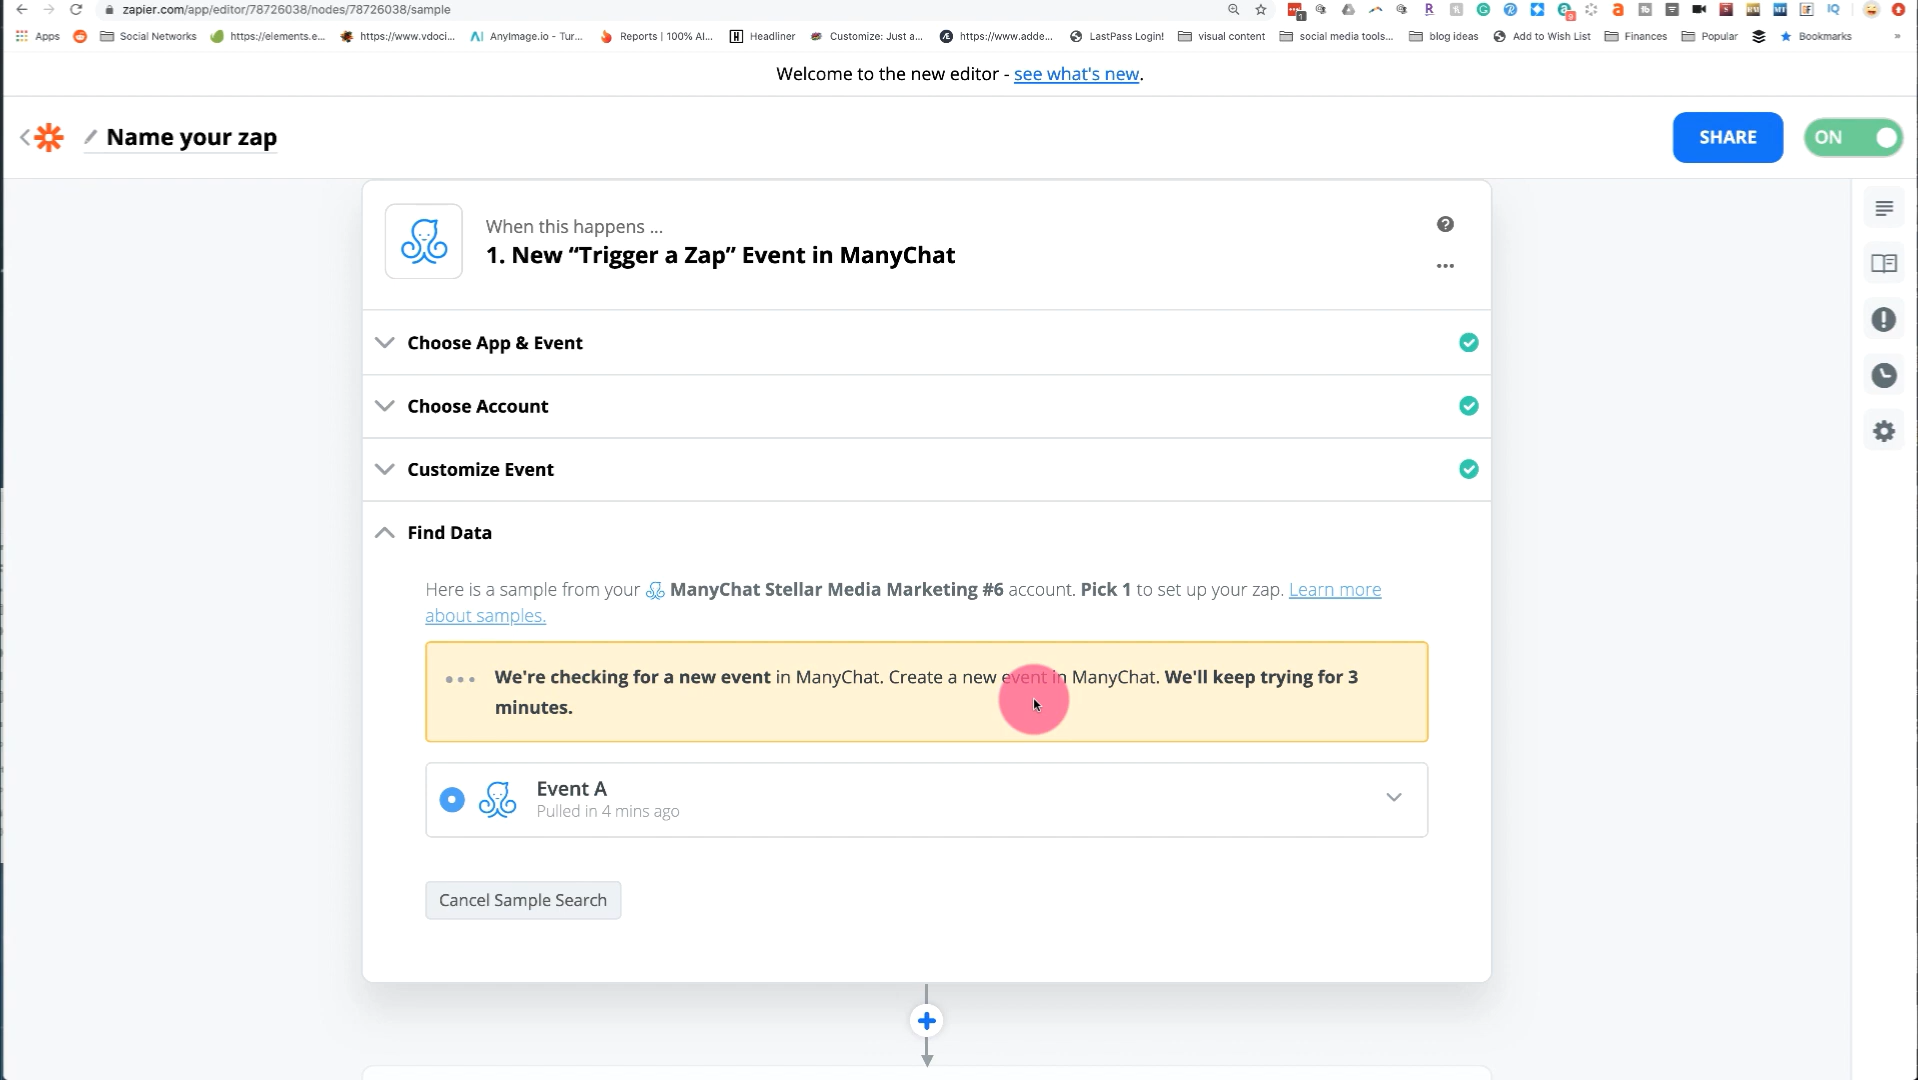 zapier.com/app/editor/78726038/nodes/78726038/sample
Apps
Social Networks
https://elements.e...
https://www.vdoci...
AnyImage.io - Tur...
Reports | 100% Al...
Headliner
Customize: Just a...
https://www.adde...
LastPass Login!
visual content
social media tools...
blog ideas
Add to Wish List
Finances
Popular
Bookmarks
»
Welcome to the new editor - see what's new.
Name your zap
SHARE
ON
When this happens ...
1. New “Trigger a Zap” Event in ManyChat
Choose App & Event
Choose Account
Customize Event
Find Data
Here is a sample from your ManyChat Stellar Media Marketing #6 account. Pick 1 to set up your zap. Learn more
about samples.
We're checking for a new event in ManyChat. Create a new event in ManyChat. We'll keep trying for 3
minutes.
Event A
Pulled in 4 mins ago
Cancel Sample Search